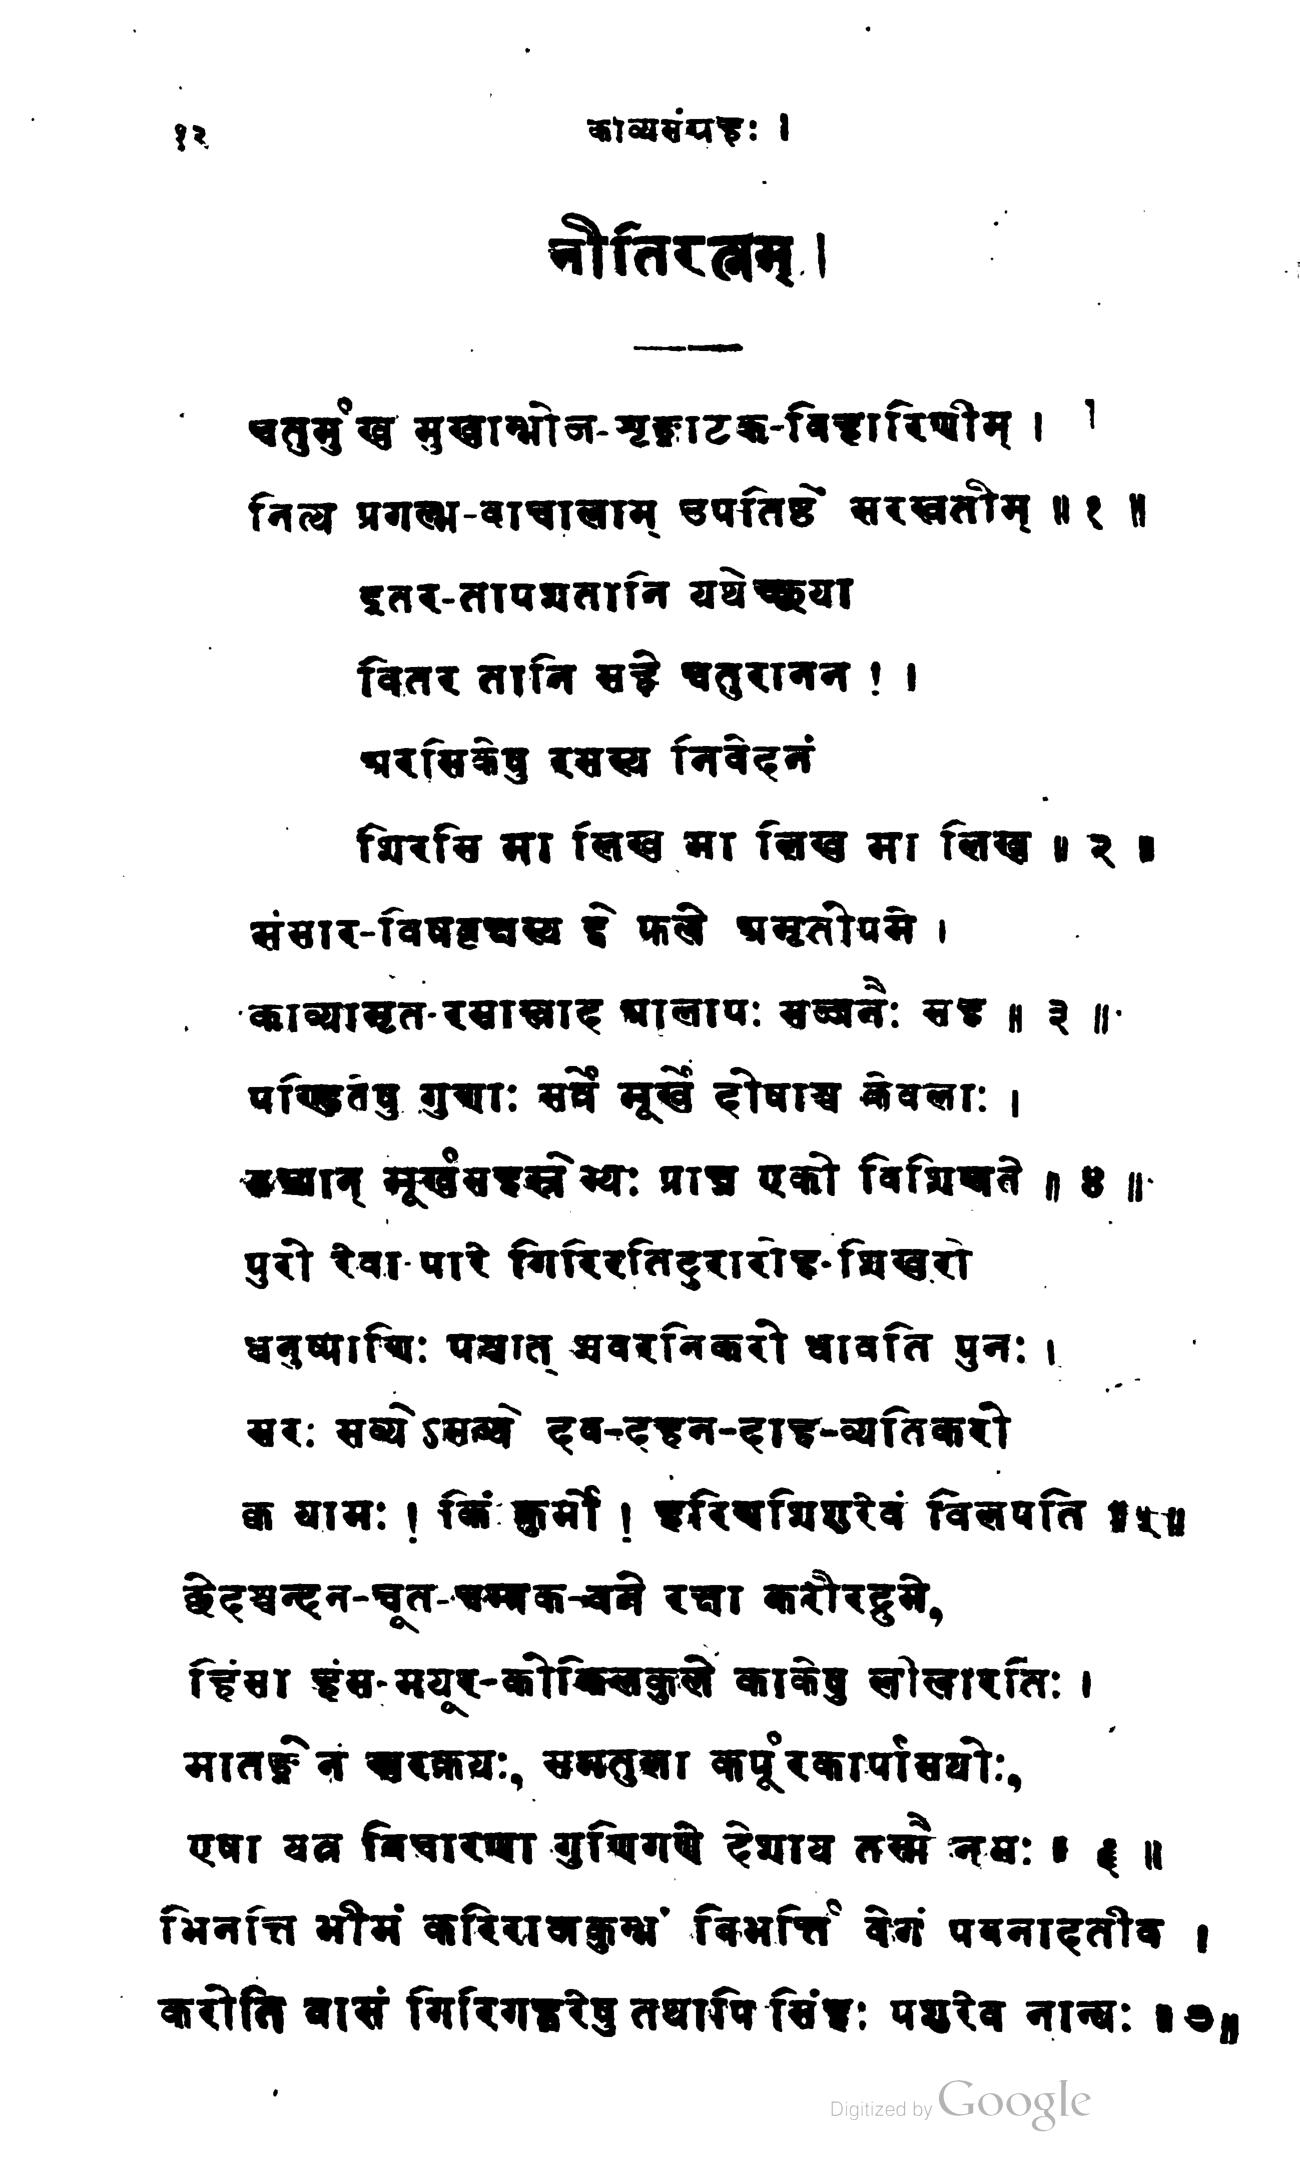 १२
काव्यसंग्रहः ।
नीतिरत्नम् ।
चतुर्मुख मुखाम्भोज-शृङ्गाटक-विहारिणीम् ।
नित्य प्रगल्भ-वाचालाम् उपतिष्ठे सरस्वतीम् ॥ १ ॥
इतर-तापशतानि यथेच्छया
वितर तानि सहे चतुरानन ! ।
अरसिकेषु रसस्य निवेदनं
शिरसि मा लिख मा लिख मा लिख ॥ २ ॥
संसार-विषवृक्षस्य द्वे फले अमृतोपमे ।
काव्यामृत-रसास्वाद आलापः सज्जनैः सह ॥ ३ ॥
पण्डितेषु गुणाः सर्वे मूर्खे दोषाश्च केवलाः ।
तस्मान् मूर्खसहस्रेभ्यः प्राज्ञ एको विशिष्यते ॥ ४ ॥
पुरो रेवा-पारे गिरिरतिदुरारोह-शिखरो
धनुष्पाणिः पश्चात् शवरनिकरो धावति पुनः ।
सरः सव्येऽसव्ये दव-दहन-दाह-व्यतिकरो
क्व यामः ! किं कुर्मो ! हरिणशिशुरेवं विलपति ॥ ५ ॥
छेदश्चन्दन-चूत-चम्पक-वने रक्षा करीरद्रुमे,
हिंसा हंस-मयूर-कोकिलकुले काकेषु लीलारतिः ।
मातङ्गेन खरक्रयः, समतुला कर्पूरकार्पासयोः,
एषा यत्र विचारणा गुणिगणे देशाय तस्मै नमः ॥ ६ ॥
भिनत्ति भीमं करिराजकुम्भं बिभर्त्ति वेगं पवनादतीव ।
करोति वासं गिरिगह्वरेषु तथापि सिंहः पशुरेव नान्यः ॥ ७ ॥
Digitized by Google